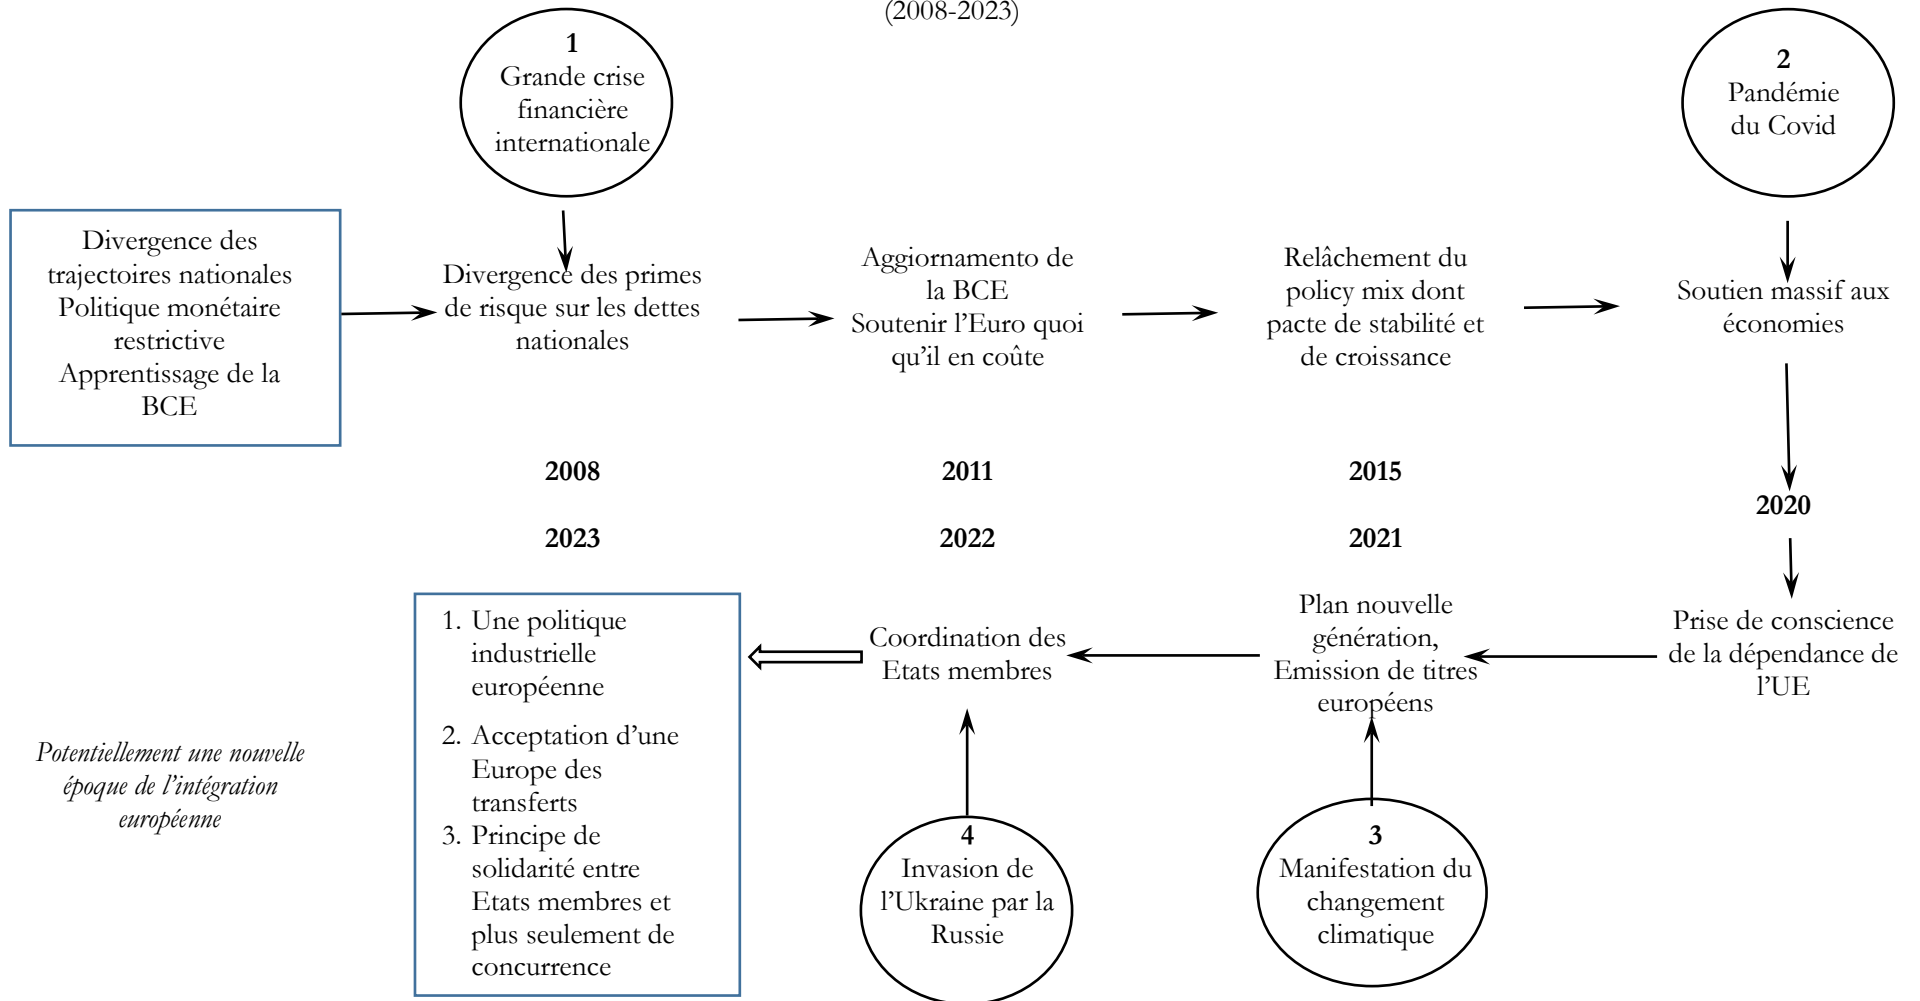 (2008-2023)
1
Grande crise
financière
internationale
2
Pandémie
du Covid
Divergence des
trajectoires nationales
Politique monétaire
restrictive
Apprentissage de la
BCE
Divergence des primes
de risque sur les dettes
nationales
Aggiornamento de
la BCE
Soutenir l’Euro quoi
qu’il en coûte
Relâchement du
policy mix dont
pacte de stabilité et
de croissance
Soutien massif aux
économies
2008
2011
2015
2020
2023
2022
2021
1. Une politique
industrielle
européenne
2. Acceptation d’une
Europe des
transferts
3. Principe de
solidarité entre
Etats membres et
plus seulement de
concurrence
Coordination des
Etats membres
Plan nouvelle
génération,
Emission de titres
européens
Prise de conscience
de la dépendance de
l’UE
Potentiellement une nouvelle
époque de l’intégration
européenne
4
Invasion de
l’Ukraine par la
Russie
3
Manifestation du
changement
climatique